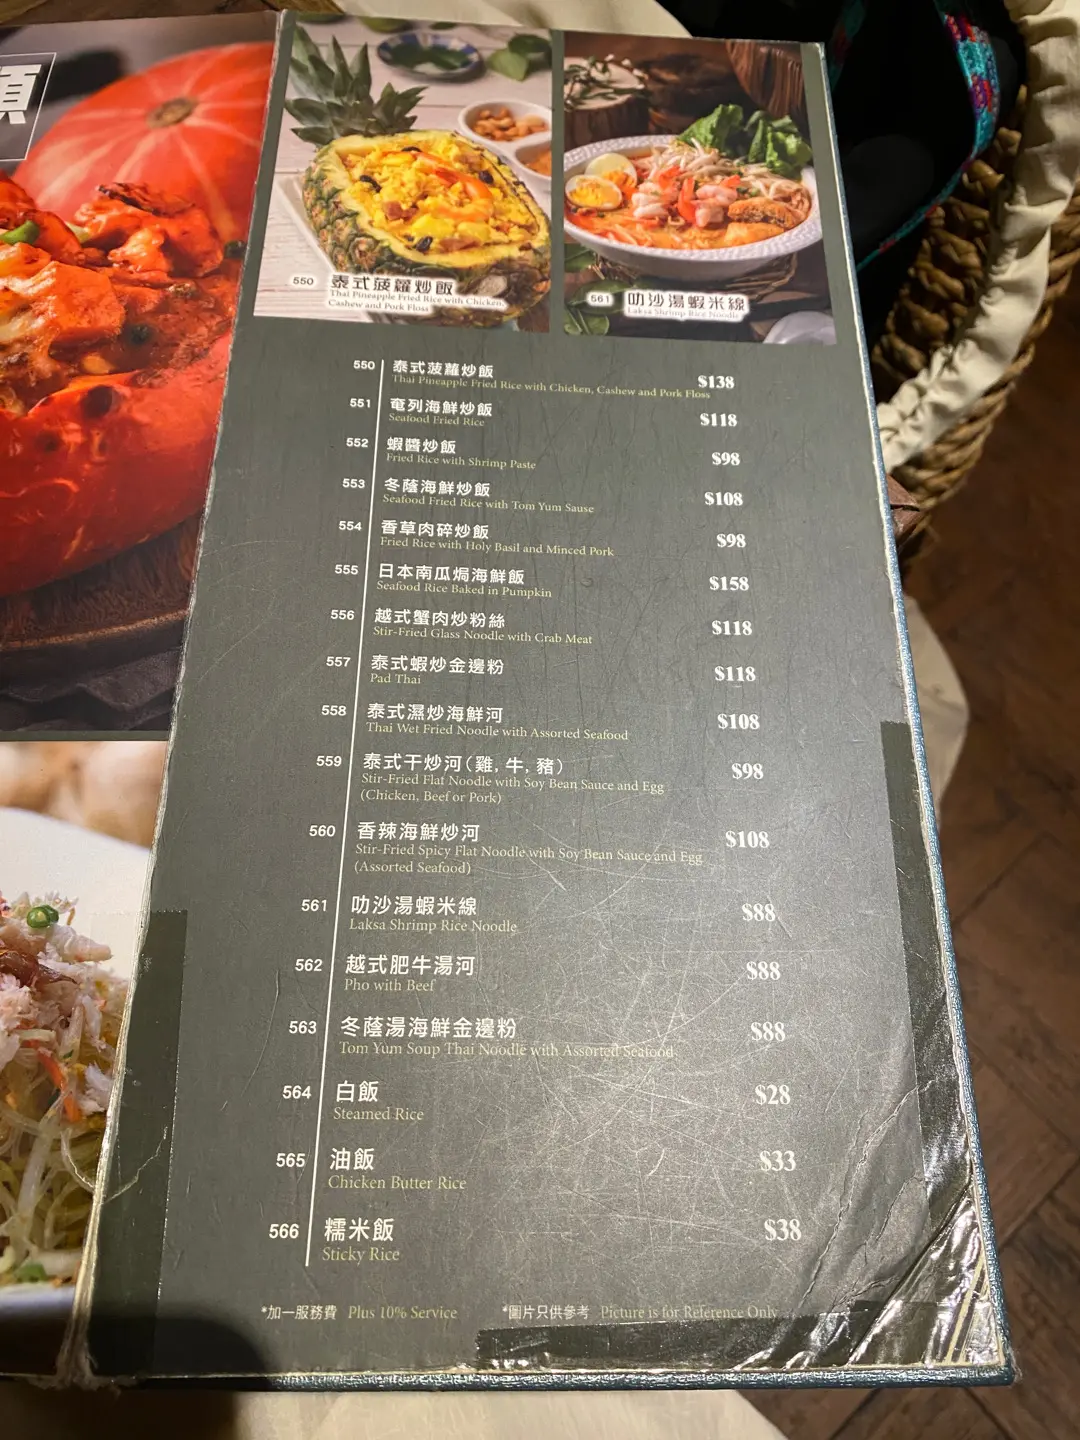 類
550 泰式菠蘿炒飯
Thai Pineapple Fried Rice with Chicken,
Cashew and Pork Floss
561 叻沙湯蝦米線
Laksa Shrimp Rice Noodle
550 泰式菠蘿炒飯 $138
Thai Pineapple Fried Rice with Chicken, Cashew and Pork Floss
551 奄列海鮮炒飯 $118
Seafood Fried Rice
552 蝦醬炒飯 $98
Fried Rice with Shrimp Paste
553 冬蔭海鮮炒飯 $108
Seafood Fried Rice with Tom Yum Sause
554 香草肉碎炒飯 $98
Fried Rice with Holy Basil and Minced Pork
555 日本南瓜焗海鮮飯 $158
Seafood Rice Baked in Pumpkin
556 越式蟹肉炒粉絲 $118
Stir-Fried Glass Noodle with Crab Meat
557 泰式蝦炒金邊粉 $118
Pad Thai
558 泰式濕炒海鮮河 $108
Thai Wet Fried Noodle with Assorted Seafood
559 泰式干炒河(雞, 牛, 豬) $98
Stir-Fried Flat Noodle with Soy Bean Sauce and Egg
(Chicken, Beef or Pork)
560 香辣海鮮炒河 $108
Stir-Fried Spicy Flat Noodle with Soy Bean Sauce and Egg
(Assorted Seafood)
561 叻沙湯蝦米線 $88
Laksa Shrimp Rice Noodle
562 越式肥牛湯河 $88
Pho with Beef
563 冬蔭湯海鮮金邊粉 $88
Tom Yum Soup Thai Noodle with Assorted Seafood
564 白飯 $28
Steamed Rice
565 油飯 $33
Chicken Butter Rice
566 糯米飯 $38
Sticky Rice
*加一服務費 Plus 10% Service *圖片只供參考 Picture is for Reference Only